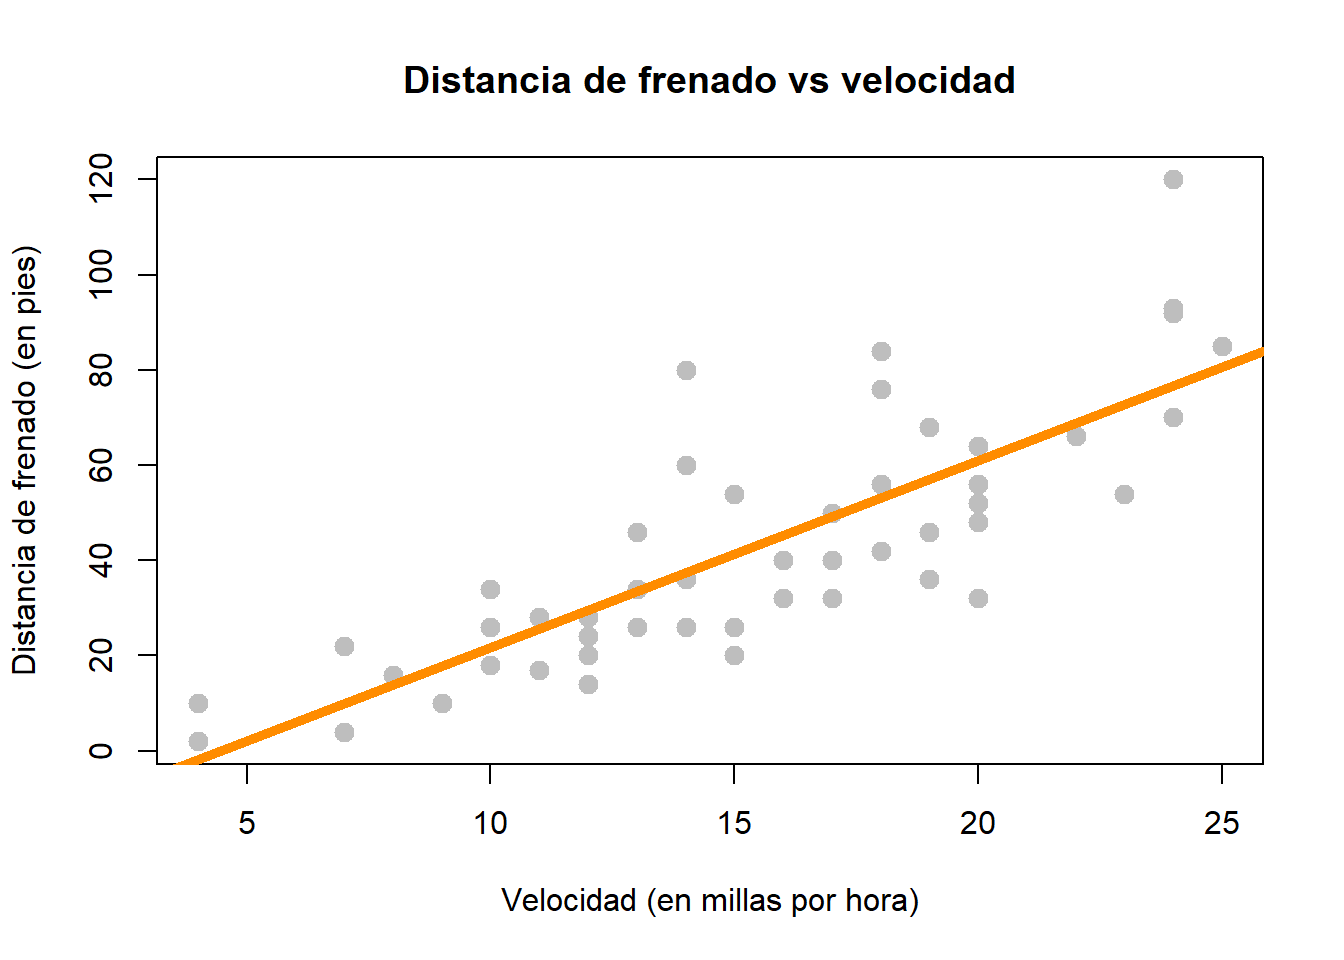 Distancia de frenado vs velocidad
Distancia de frenado (en pies)
120
100
80
60
40
20
0
5 10 15 20 25
Velocidad (en millas por hora)